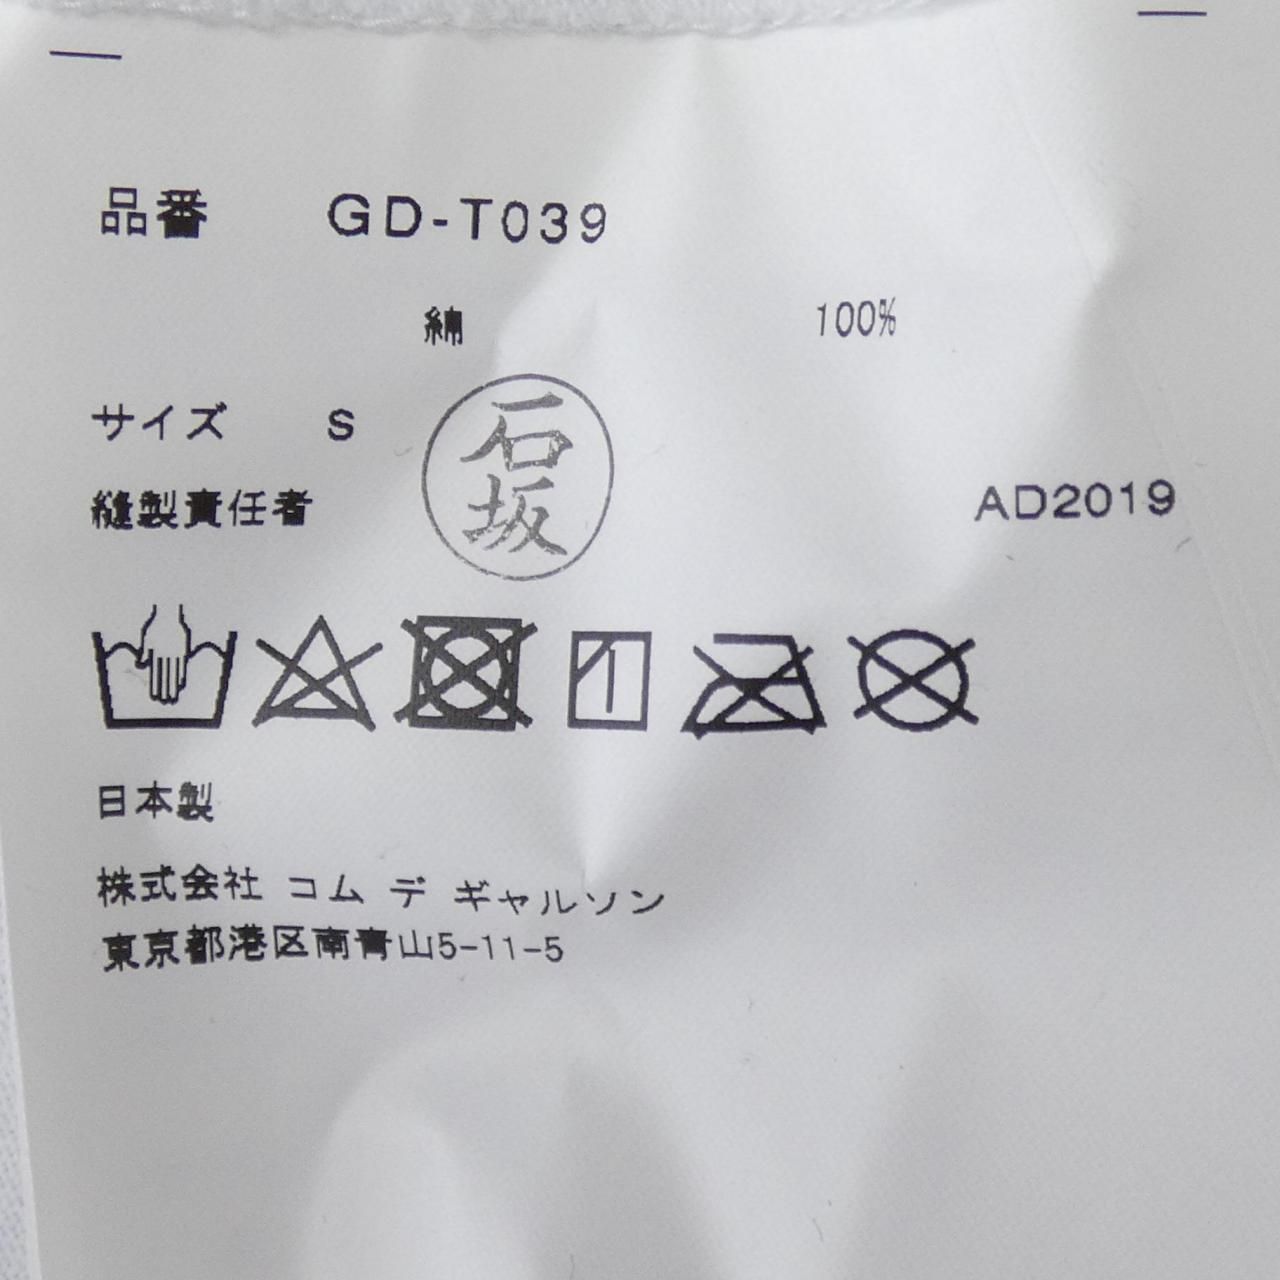 品番 GD-T039
綿 100%
サイズ S
石坂
縫製責任者 AD2019
日本製
株式会社 コム デ ギャルソン
東京都港区南青山5-11-5